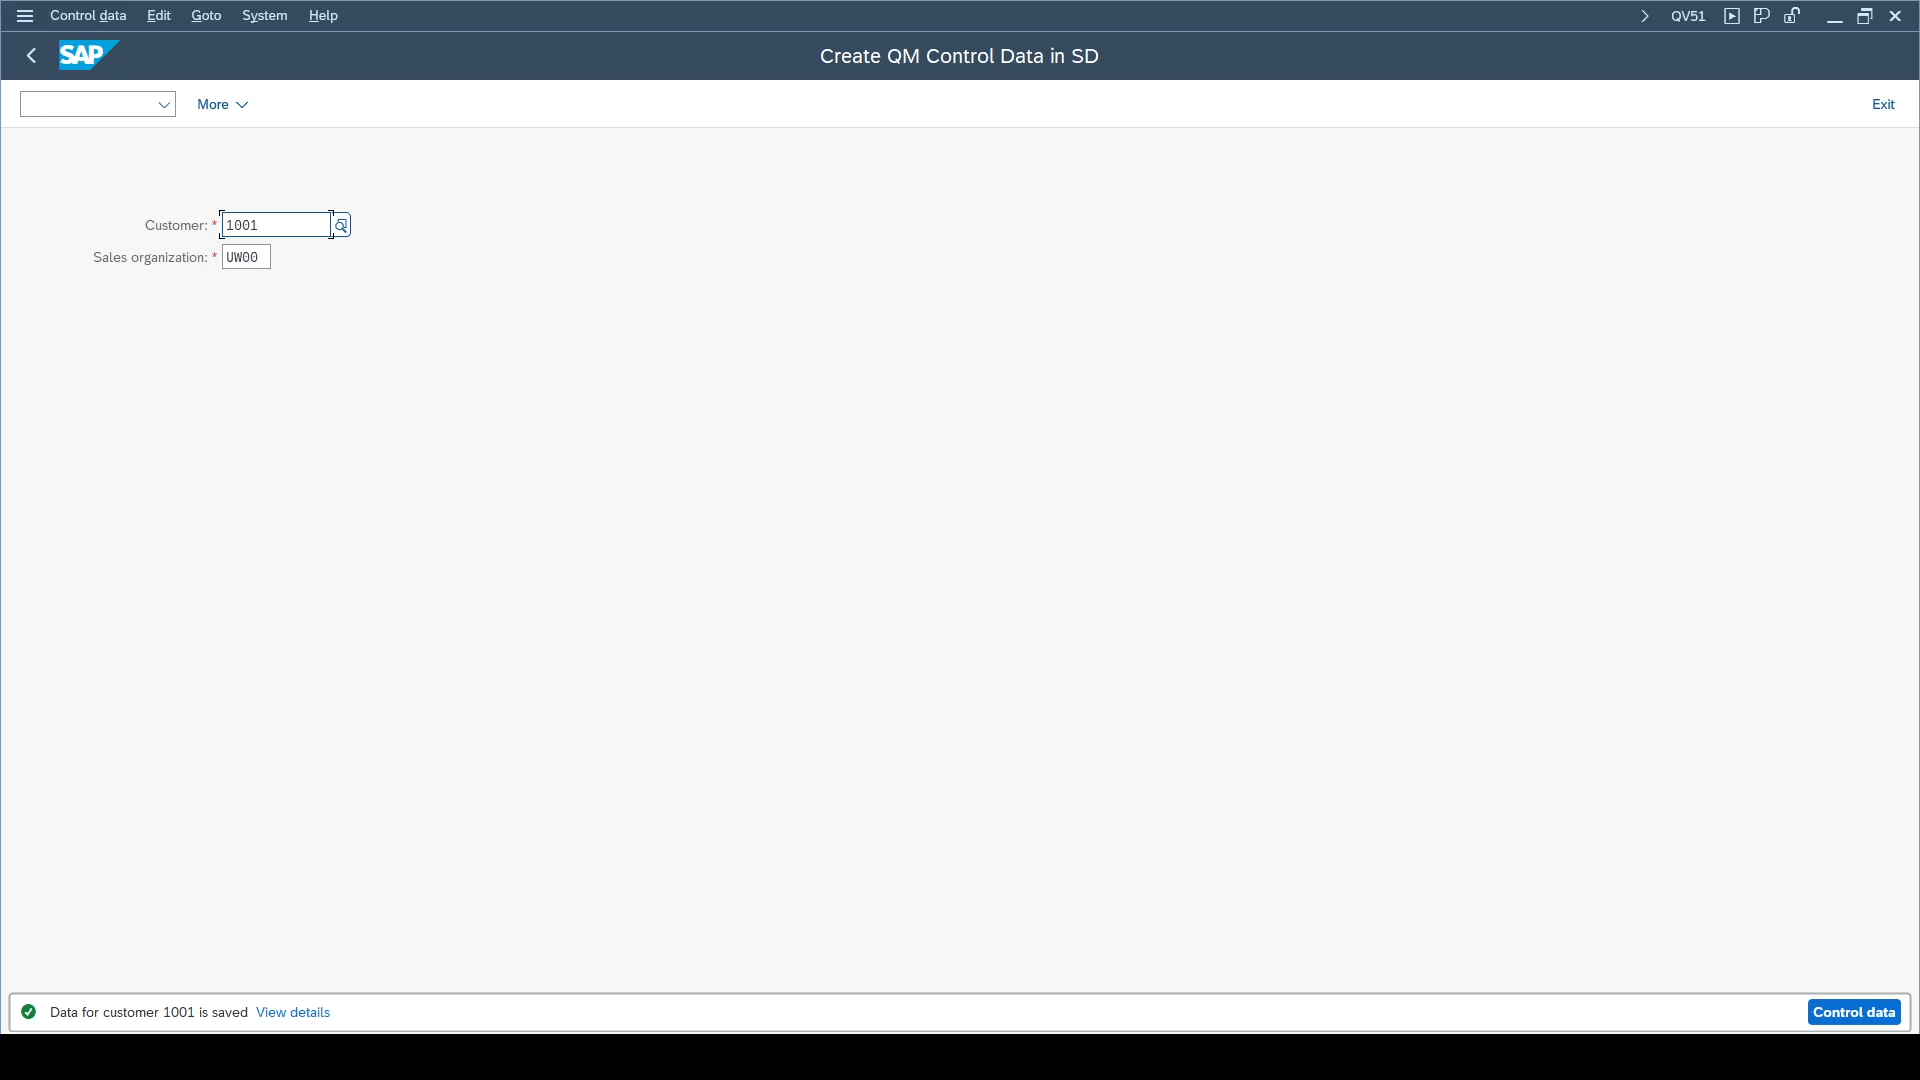 Control data Edit Goto System Help QV51
SAP Create QM Control Data in SD
More Exit
Customer: * 1001
Sales organization: * UW00
Data for customer 1001 is saved View details Control data